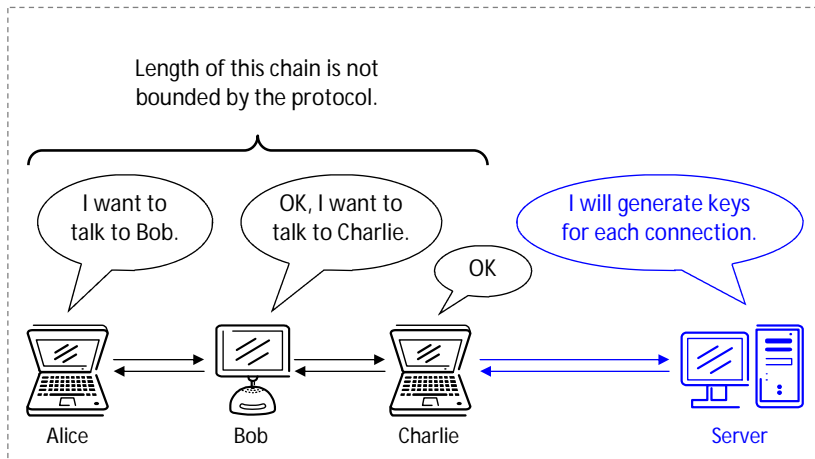 Length of this chain is not
bounded by the protocol.
I want to
talk to Bob.
OK, I want to
talk to Charlie.
OK
I will generate keys
for each connection.
Alice
Bob
Charlie
Server